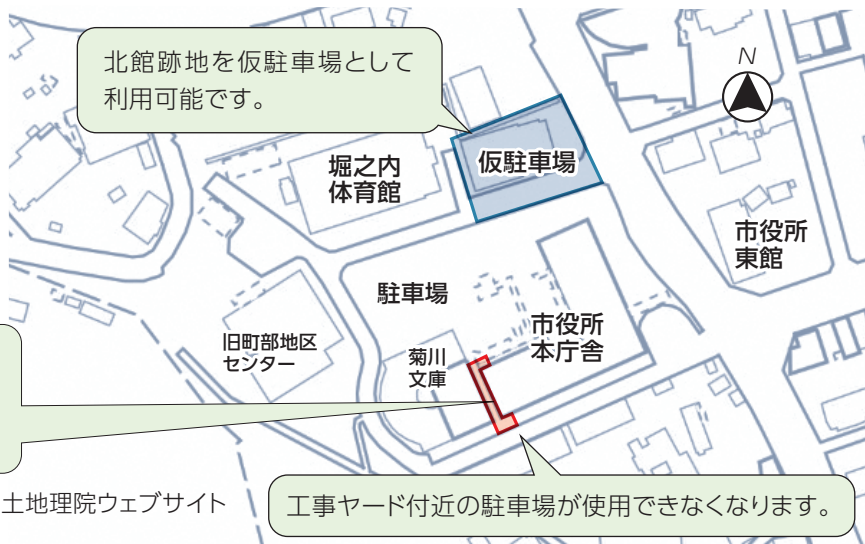 北館跡地を仮駐車場として
利用可能です。
N
堀之内
体育館
仮駐車場
市役所
東館
駐車場
市役所
本庁舎
旧町部地区
センター
菊川
文庫
工事ヤード付近の駐車場が使用できなくなります。
土地理院ウェブサイト